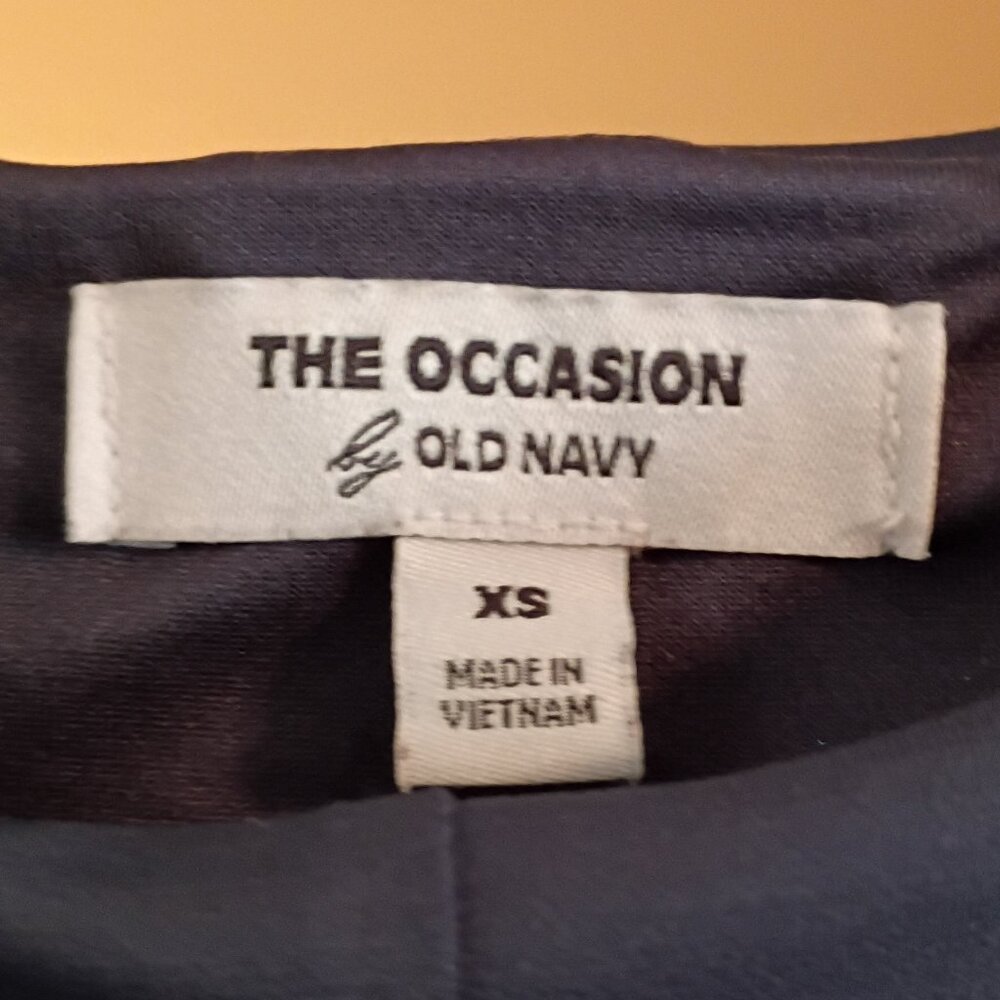 THE OCCASION
by OLD NAVY
XS
MADE IN
VIETNAM